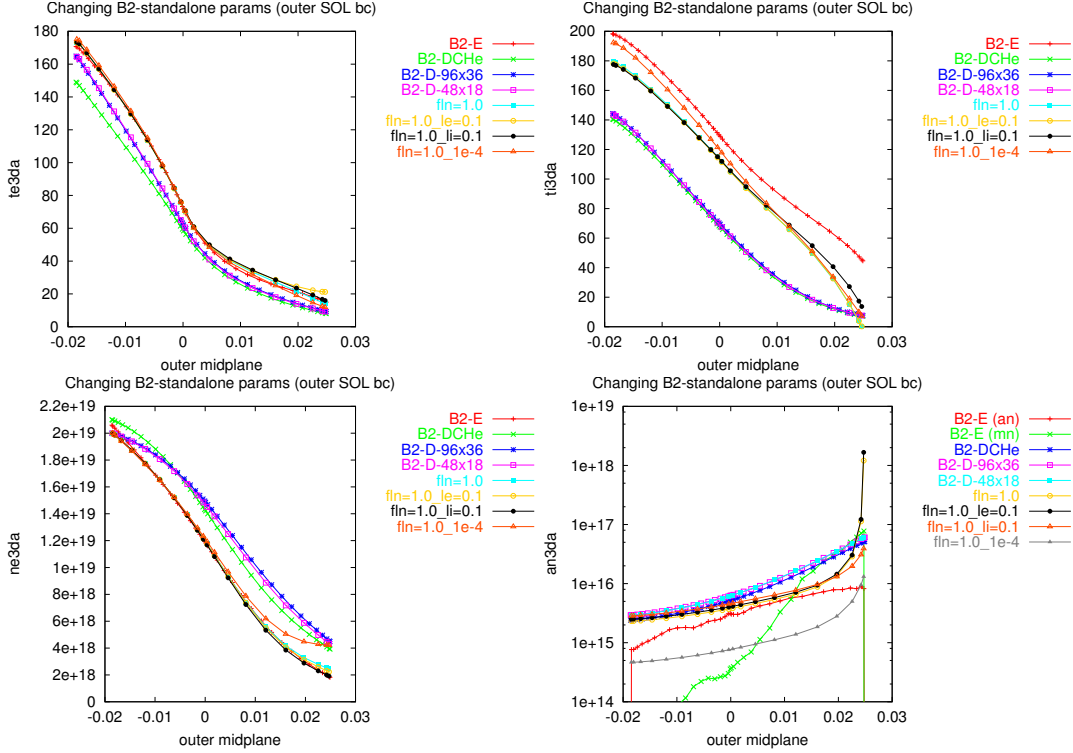 Changing B2-standalone params (outer SOL bc)
te3da
180
160
140
120
100
80
60
40
20
0
-0.02
-0.01
0
0.01
0.02
0.03
outer midplane
B2-E
B2-DCHe
B2-D-96x36
B2-D-48x18
fln=1.0
fln=1.0_le=0.1
fln=1.0_li=0.1
fln=1.0_1e-4
Changing B2-standalone params (outer SOL bc)
ti3da
200
180
160
140
120
100
80
60
40
20
0
-0.02
-0.01
0
0.01
0.02
0.03
outer midplane
B2-E
B2-DCHe
B2-D-96x36
B2-D-48x18
fln=1.0
fln=1.0_le=0.1
fln=1.0_li=0.1
fln=1.0_1e-4
Changing B2-standalone params (outer SOL bc)
ne3da
2.2e+19
2e+19
1.8e+19
1.6e+19
1.4e+19
1.2e+19
1e+19
8e+18
6e+18
4e+18
2e+18
0
-0.02
-0.01
0
0.01
0.02
0.03
outer midplane
B2-E
B2-DCHe
B2-D-96x36
B2-D-48x18
fln=1.0
fln=1.0_le=0.1
fln=1.0_li=0.1
fln=1.0_1e-4
Changing B2-standalone params (outer SOL bc)
an3da
1e+19
1e+18
1e+17
1e+16
1e+15
1e+14
-0.02
-0.01
0
0.01
0.02
0.03
outer midplane
B2-E (an)
B2-E (mn)
B2-DCHe
B2-D-96x36
B2-D-48x18
fln=1.0
fln=1.0_le=0.1
fln=1.0_li=0.1
fln=1.0_1e-4